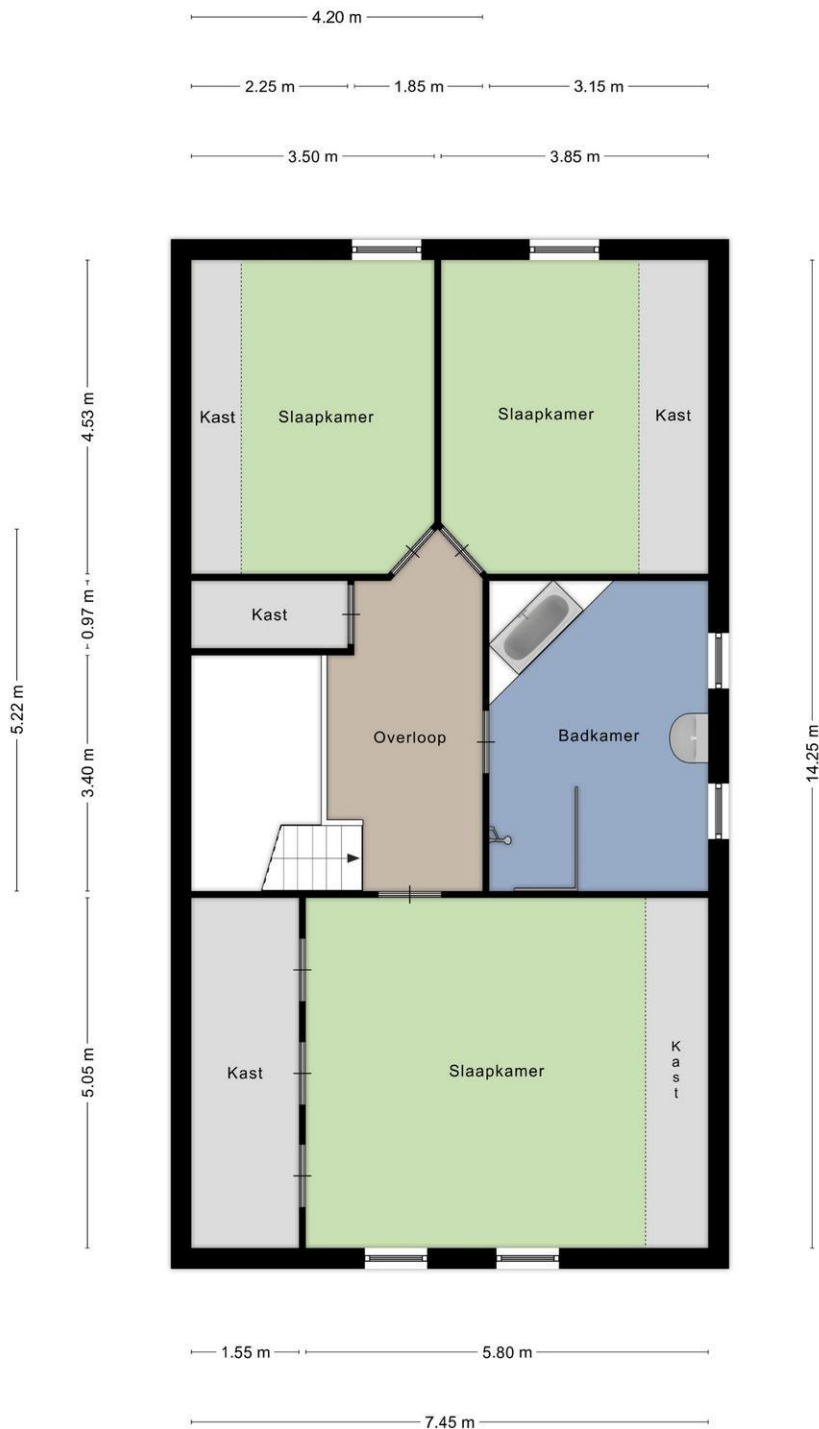 4.20 m
2.25 m
1.85 m
3.15 m
3.50 m
3.85 m
4.53 m
0.97 m
5.22 m
3.40 m
5.05 m
14.25 m
Kast
Slaapkamer
Slaapkamer
Kast
Kast
Overloop
Badkamer
Kast
Slaapkamer
Kast
1.55 m
5.80 m
7.45 m